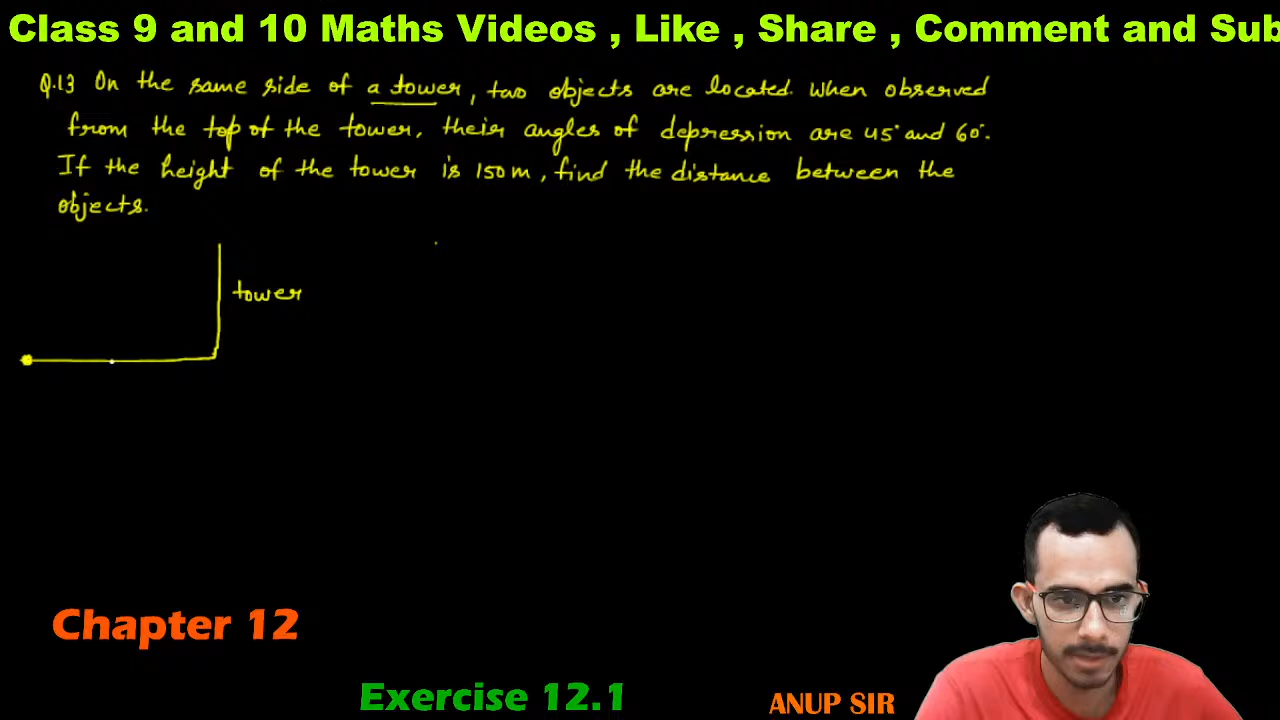 Class 9 and 10 Maths Videos , Like , Share , Comment and Sub
Q.13 On the same side of a tower, two objects are located. When observed
from the top of the tower, their angles of depression are 45° and 60°.
If the height of the tower is 150 m, find the distance between the
objects.
tower
Chapter 12
Exercise 12.1
ANUP SIR